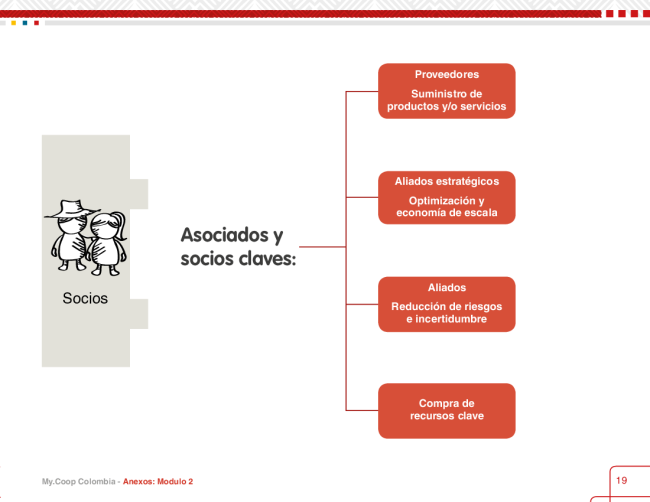 Socios
Asociados y
socios claves:
Proveedores
Suministro de
productos y/o servicios
Aliados estratégicos
Optimización y
economía de escala
Aliados
Reducción de riesgos
e incertidumbre
Compra de
recursos clave
My.Coop Colombia - Anexos: Modulo 2
19